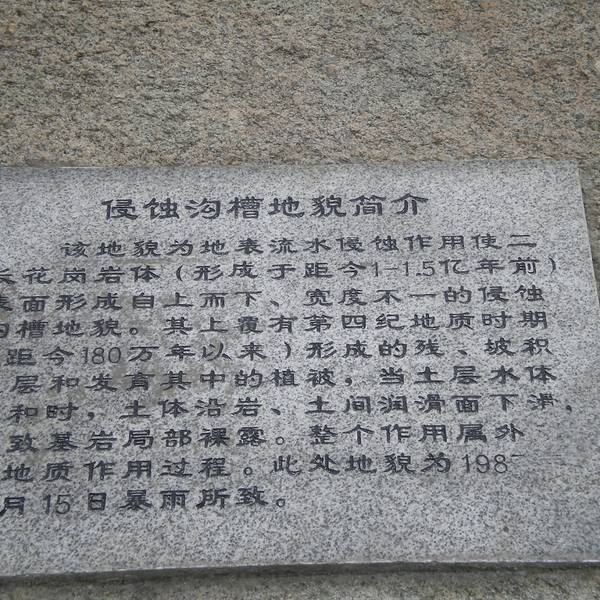 侵蚀沟槽地貌简介
该地貌为地表流水侵蚀作用使二
长花岗岩体(形成于距今1-1.5亿年前)
表面形成自上而下、宽度不一的侵蚀
沟槽地貌。其上覆有第四纪地质时期
距今180万年以来)形成的残、坡积
层和发育其中的植被，当土层水体
和时，土体沿岩、土间润滑面下滑，
致基岩局部裸露。整个作用属外
地质作用过程。此处地貌为198
月15日暴雨所致。